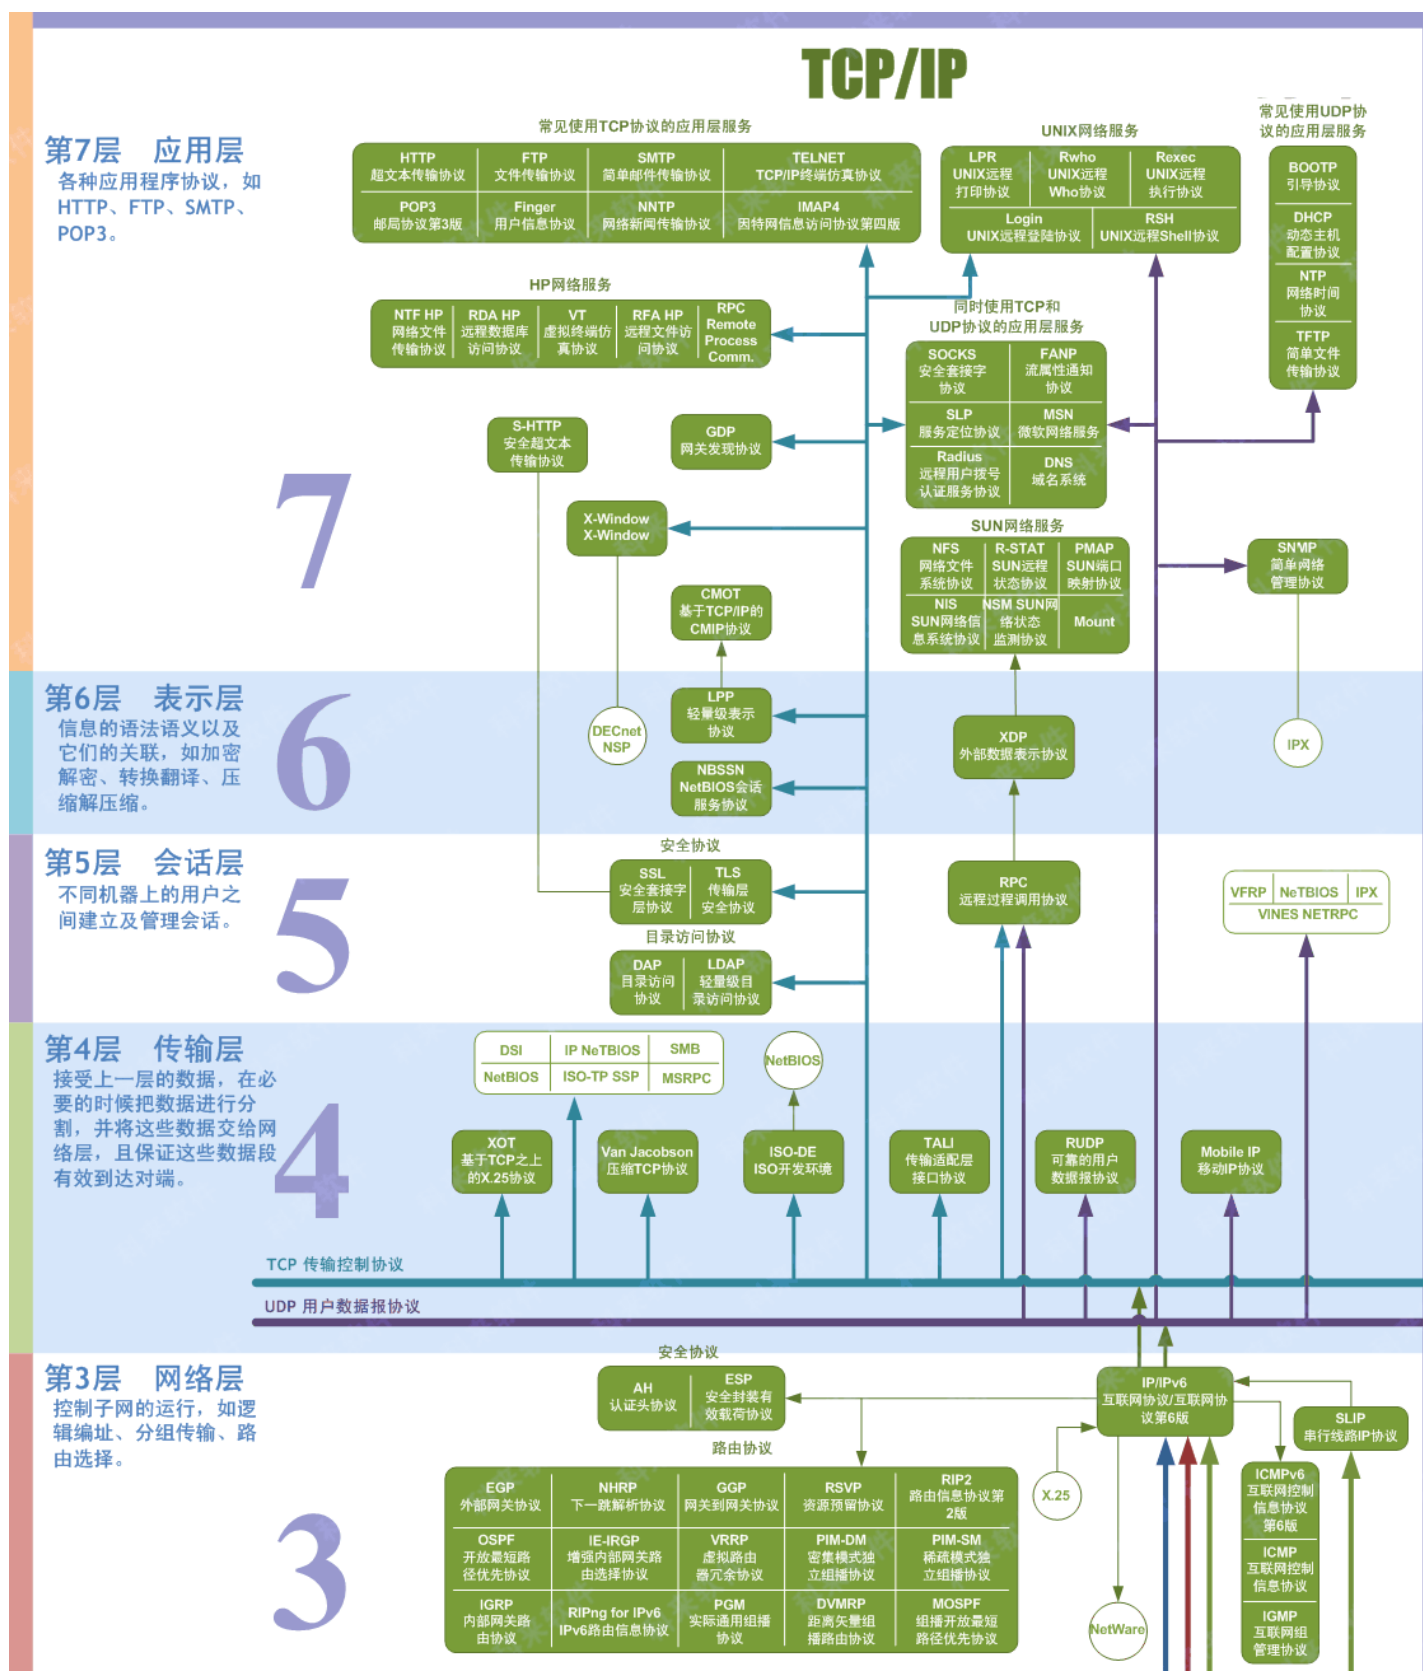 TCP/IP
第7层 应用层
各种应用程序协议，如
HTTP、FTP、SMTP、
POP3。
7
常见使用TCP协议的应用层服务
HTTP
超文本传输协议
FTP
文件传输协议
SMTP
简单邮件传输协议
TELNET
TCP/IP终端仿真协议
POP3
邮局协议第3版
Finger
用户信息协议
NNTP
网络新闻传输协议
IMAP4
因特网信息访问协议第四版
UNIX网络服务
LPR
UNIX远程
打印协议
Rwho
UNIX远程
Who协议
Rexec
UNIX远程
执行协议
Login
UNIX远程登陆协议
RSH
UNIX远程Shell协议
常见使用UDP协
议的应用层服务
BOOTP
引导协议
DHCP
动态主机
配置协议
NTP
网络时间
协议
TFTP
简单文件
传输协议
HP网络服务
NTF HP
网络文件
传输协议
RDA HP
远程数据库
访问协议
VT
虚拟终端仿
真协议
RFA HP
远程文件访
问协议
RPC
Remote
Process
Comm.
同时使用TCP和
UDP协议的应用层服务
SOCKS
安全套接字
协议
FANP
流属性通知
协议
SLP
服务定位协议
MSN
微软网络服务
Radius
远程用户拨号
认证服务协议
DNS
域名系统
S-HTTP
安全超文本
传输协议
GDP
网关发现协议
X-Window
X-Window
SUN网络服务
NFS
网络文件
系统协议
R-STAT
SUN远程
状态协议
PMAP
SUN端口
映射协议
NIS
SUN网络信
息系统协议
NSM SUN网
络状态
监测协议
Mount
SNMP
简单网络
管理协议
CMOT
基于TCP/IP的
CMIP协议
第6层 表示层
信息的语法语义以及
它们的关联，如加密
解密、转换翻译、压
缩解压缩。
6
DECnet
NSP
LPP
轻量级表示
协议
XDP
外部数据表示协议
IPX
NBSSN
NetBIOS会话
服务协议
第5层 会话层
不同机器上的用户之
间建立及管理会话。
5
安全协议
SSL
安全套接字
层协议
TLS
传输层
安全协议
RPC
远程过程调用协议
VFRP
NeTBIOS
IPX
VINES NETRPC
目录访问协议
DAP
目录访问
协议
LDAP
轻量级目
录访问协议
第4层 传输层
接受上一层的数据，在必
要的时候把数据进行分
割，并将这些数据交给网
络层，且保证这些数据段
有效到达对端。
4
DSI
IP NeTBIOS
SMB
NetBIOS
ISO-TP SSP
MSRPC
NetBIOS
XOT
基于TCP之上
的X.25协议
Van Jacobson
压缩TCP协议
ISO-DE
ISO开发环境
TALI
传输适配层
接口协议
RUDP
可靠的用户
数据报协议
Mobile IP
移动IP协议
TCP 传输控制协议
UDP 用户数据报协议
第3层 网络层
控制子网的运行，如逻
辑编址、分组传输、路
由选择。
3
安全协议
AH
认证头协议
ESP
安全封装有
效载荷协议
IP/IPv6
互联网协议/互联网协
议第6版
SLIP
串行线路IP协议
路由协议
EGP
外部网关协议
NHRP
下一跳解析协议
GGP
网关到网关协议
RSVP
资源预留协议
RIP2
路由信息协议第
2版
OSPF
开放最短路
径优先协议
IE-IRGP
增强内部网关路
由选择协议
VRRP
虚拟路由
器冗余协议
PIM-DM
密集模式独
立组播协议
PIM-SM
稀疏模式独
立组播协议
IGRP
内部网关路
由协议
RIPng for IPv6
IPv6路由信息协议
PGM
实际通用组播
协议
DVMRP
距离矢量组
播路由协议
MOSPF
组播开放最短
路径优先协议
X.25
NetWare
ICMPv6
互联网控制
信息协议
第6版
ICMP
互联网控制
信息协议
IGMP
互联网组
管理协议